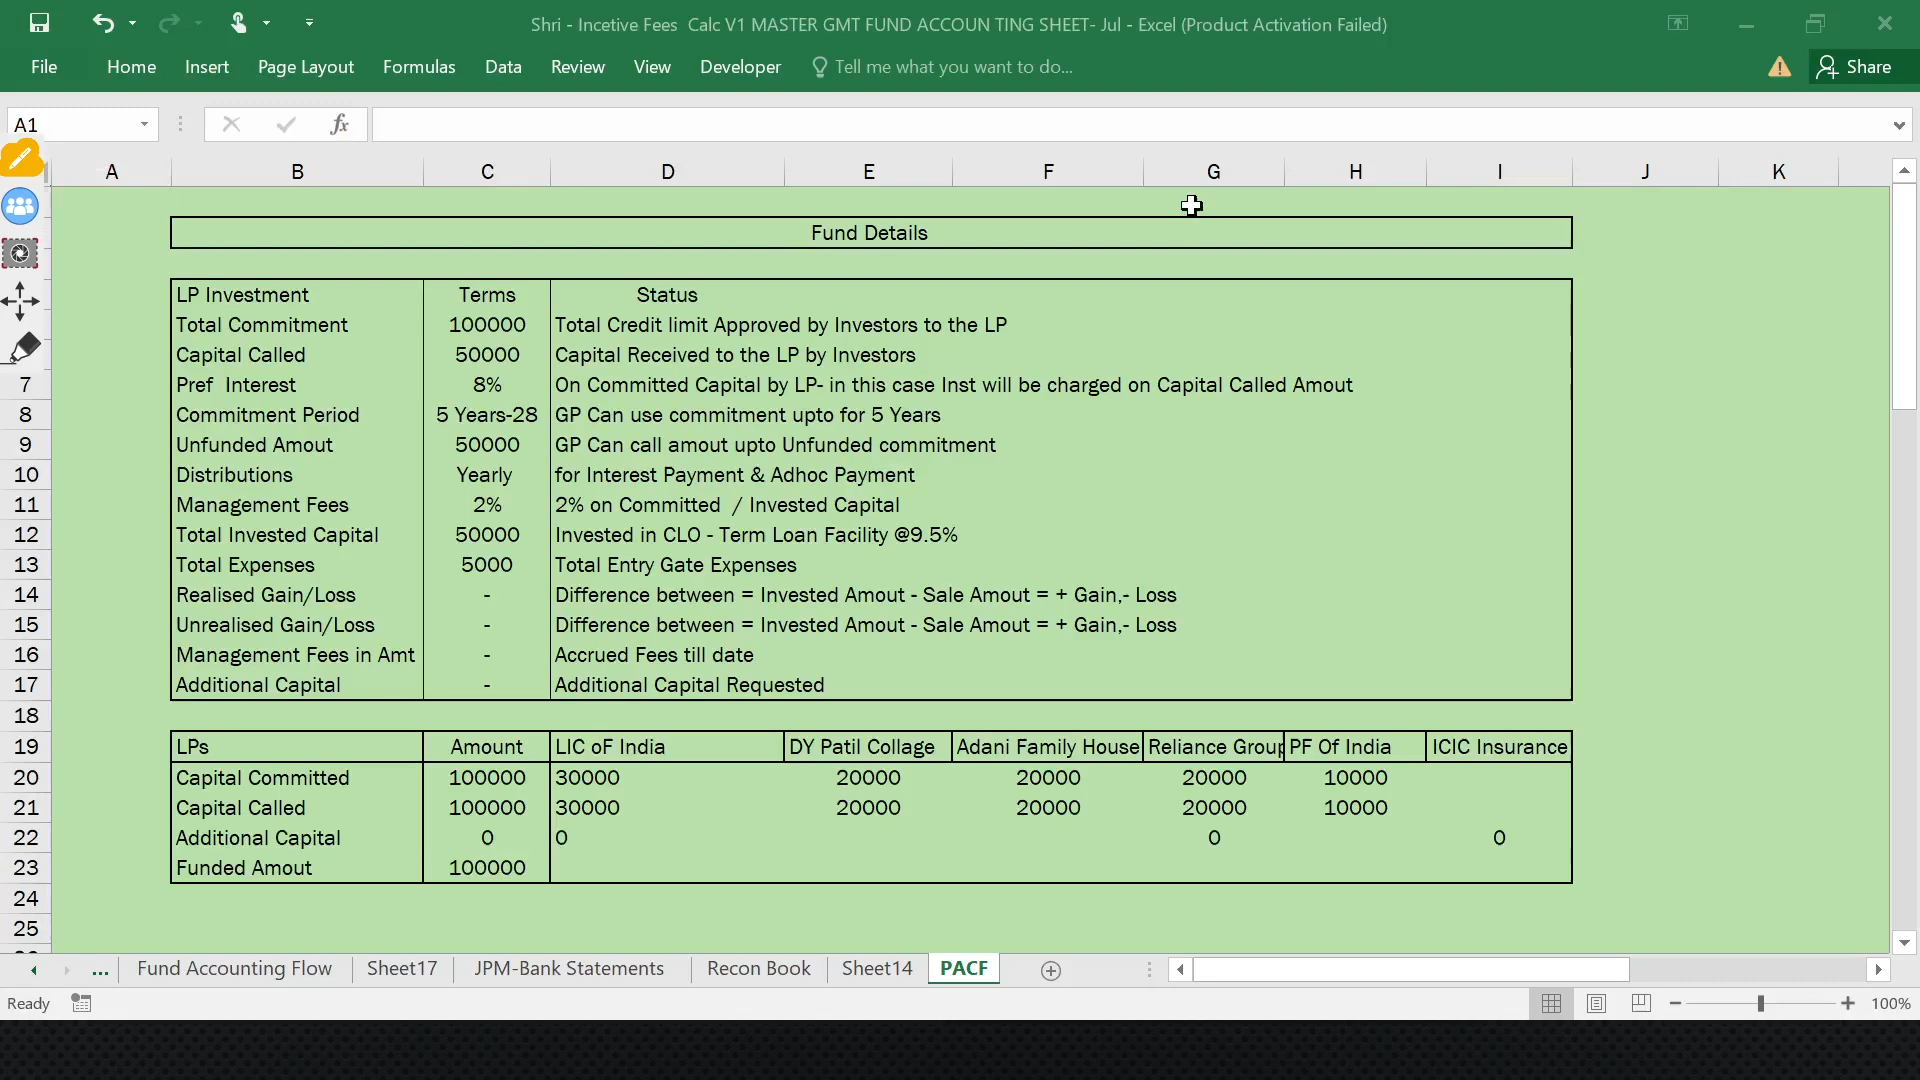 Shri - Incetive Fees  Calc V1 MASTER GMT FUND ACCOUN TING SHEET- Jul - Excel (Product Activation Failed)
File Home Insert Page Layout Formulas Data Review View Developer Tell me what you want to do... Share
A1 fx
A B C D E F G H I J K
Fund Details
LP Investment Terms Status
Total Commitment 100000 Total Credit limit Approved by Investors to the LP
Capital Called 50000 Capital Received to the LP by Investors
7 Pref  Interest 8% On Committed Capital by LP- in this case Inst will be charged on Capital Called Amout
8 Commitment Period 5 Years-28 GP Can use commitment upto for 5 Years
9 Unfunded Amout 50000 GP Can call amout upto Unfunded commitment
10 Distributions Yearly for Interest Payment & Adhoc Payment
11 Management Fees 2% 2% on Committed  / Invested Capital
12 Total Invested Capital 50000 Invested in CLO - Term Loan Facility @9.5%
13 Total Expenses 5000 Total Entry Gate Expenses
14 Realised Gain/Loss - Difference between = Invested Amout - Sale Amout = + Gain,- Loss
15 Unrealised Gain/Loss - Difference between = Invested Amout - Sale Amout = + Gain,- Loss
16 Management Fees in Amt - Accrued Fees till date
17 Additional Capital - Additional Capital Requested
18
19 LPs Amount LIC oF India DY Patil Collage Adani Family House Reliance Group PF Of India ICIC Insurance
20 Capital Committed 100000 30000 20000 20000 20000 10000
21 Capital Called 100000 30000 20000 20000 20000 10000
22 Additional Capital 0 0 0 0
23 Funded Amout 100000
24
25
... Fund Accounting Flow Sheet17 JPM-Bank Statements Recon Book Sheet14 PACF
Ready 100%